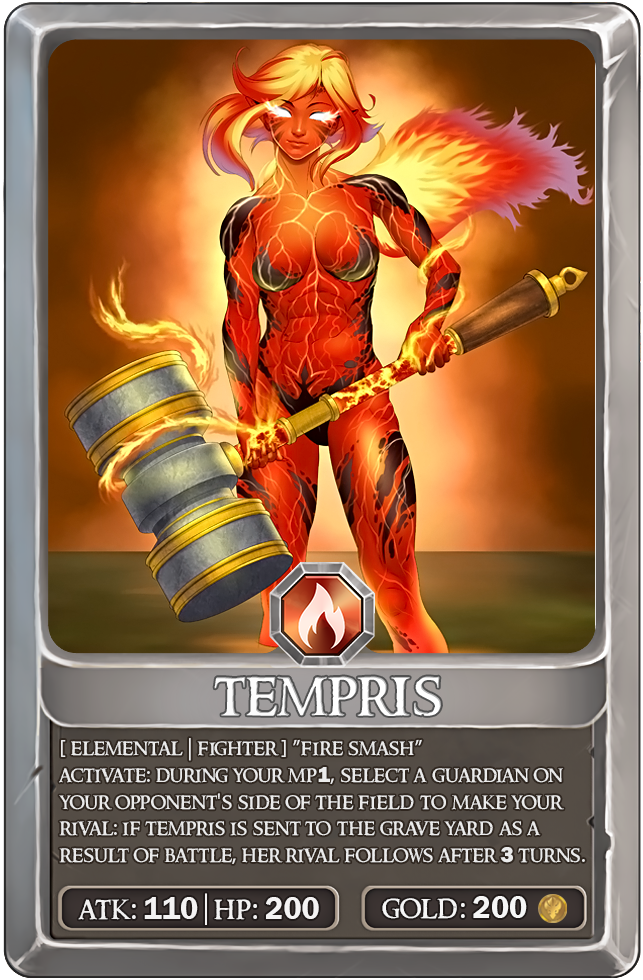 TEMPRIS
[ ELEMENTAL | FIGHTER ] "FIRE SMASH"
ACTIVATE: DURING YOUR MP1, SELECT A GUARDIAN ON
YOUR OPPONENT'S SIDE OF THE FIELD TO MAKE YOUR
RIVAL: IF TEMPRIS IS SENT TO THE GRAVE YARD AS A
RESULT OF BATTLE, HER RIVAL FOLLOWS AFTER 3 TURNS.
ATK: 110 | HP: 200 GOLD: 200